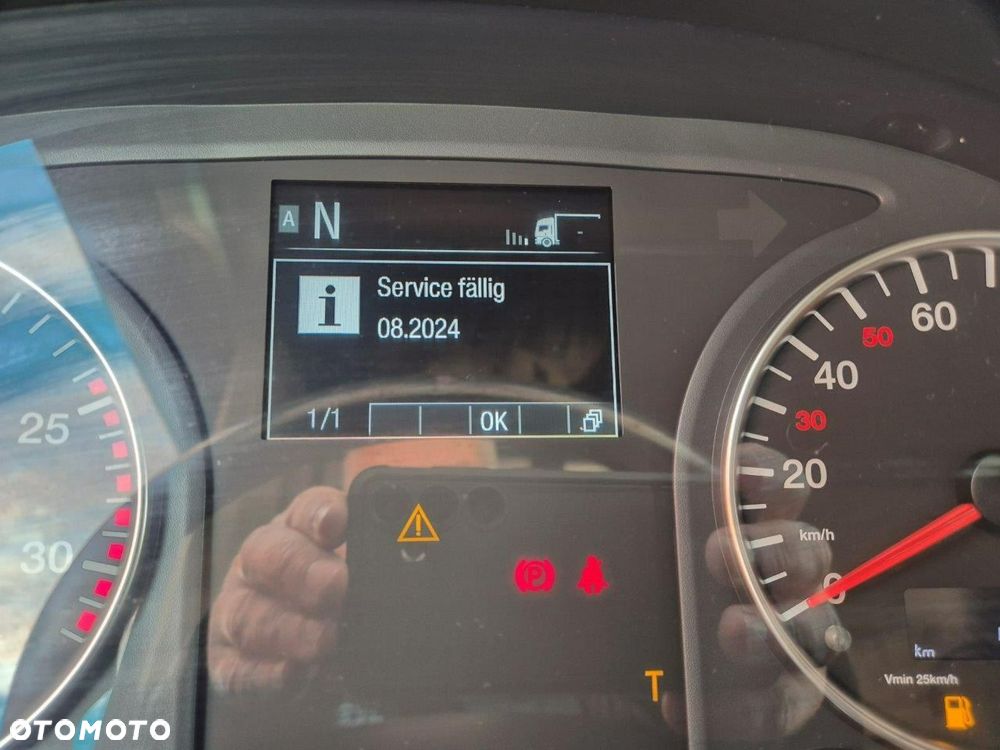 A N
-
i Service fällig
08.2024
1/1 OK
25
30
60
50
40
30
20
km/h
0
P
T
km
Vmin 25km/h
OTOMOTO